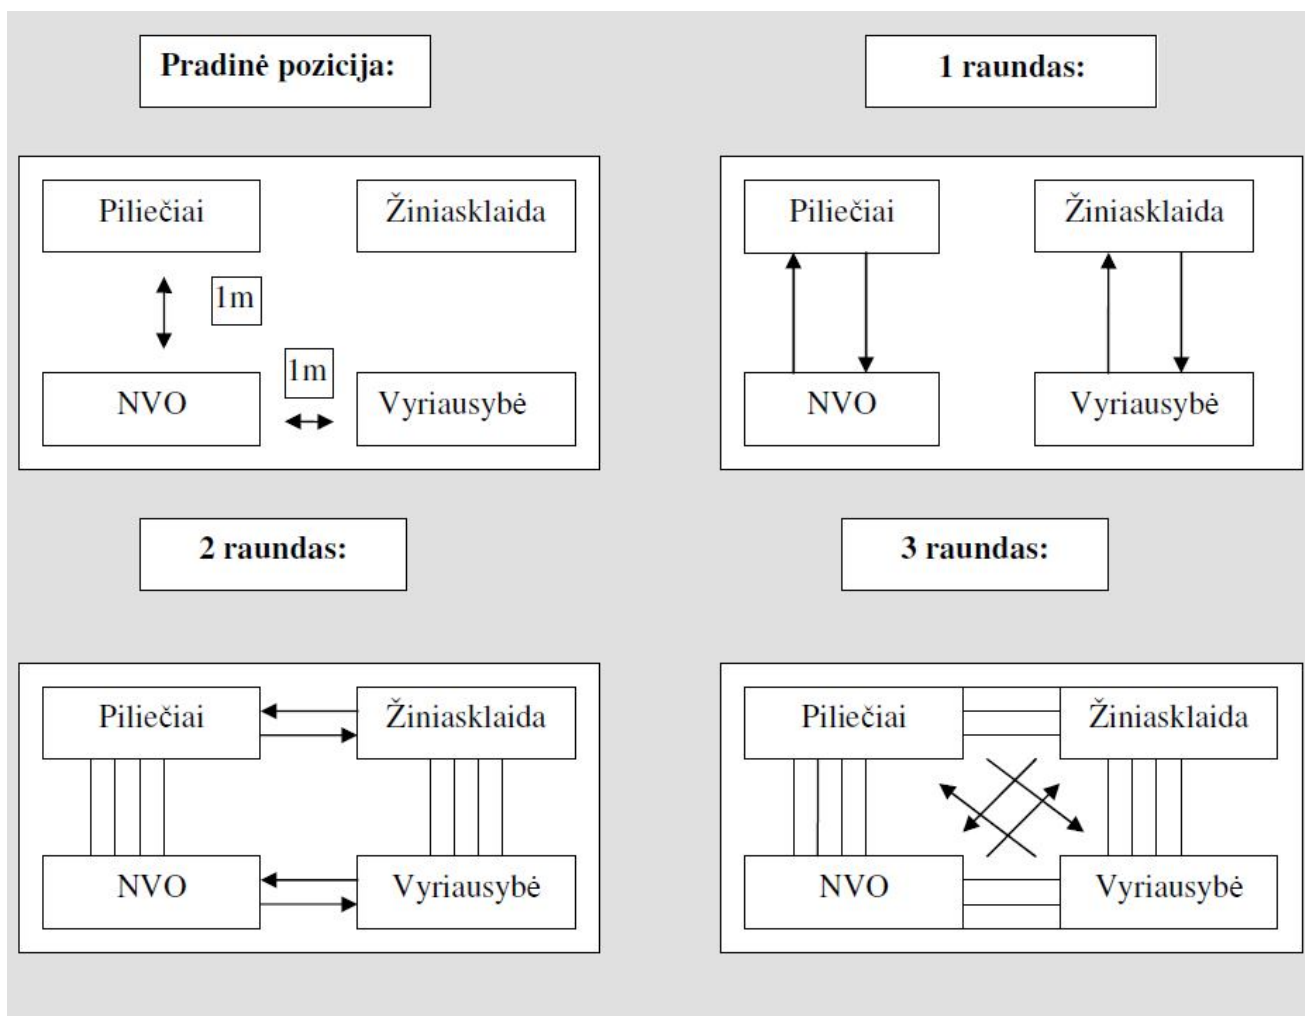 Pradinė pozicija:
1 raundas:
Piliečiai
Žiniasklaida
1m
1m
NVO
Vyriausybė
Piliečiai
Žiniasklaida
NVO
Vyriausybė
2 raundas:
3 raundas:
Piliečiai
Žiniasklaida
NVO
Vyriausybė
Piliečiai
Žiniasklaida
NVO
Vyriausybė